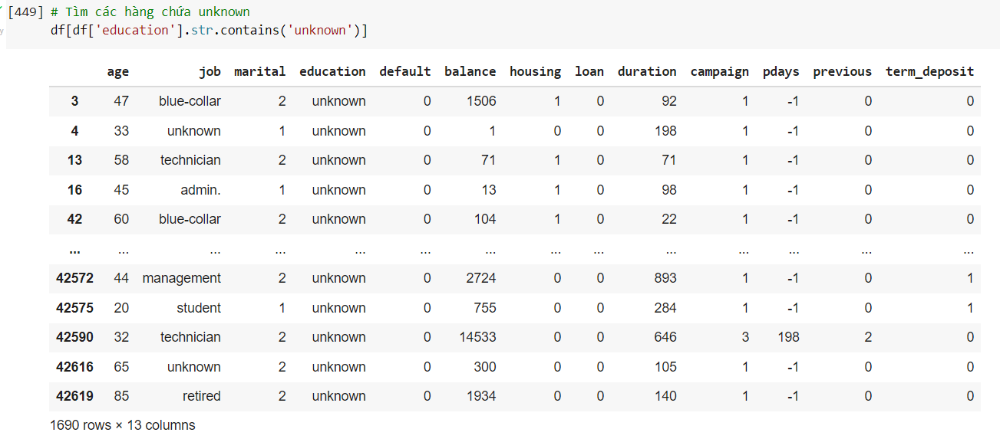 [449] # Tìm các hàng chứa unknown
df[df['education'].str.contains('unknown')]
age job marital education default balance housing loan duration campaign pdays previous term_deposit
3 47 blue-collar 2 unknown 0 1506 1 0 92 1 -1 0 0
4 33 unknown 1 unknown 0 1 0 0 198 1 -1 0 0
13 58 technician 2 unknown 0 71 1 0 71 1 -1 0 0
16 45 admin. 1 unknown 0 13 1 0 98 1 -1 0 0
42 60 blue-collar 2 unknown 0 104 1 0 22 1 -1 0 0
... ... ... ... ... ... ... ... ... ... ... ... ... ...
42572 44 management 2 unknown 0 2724 0 0 893 1 -1 0 1
42575 20 student 1 unknown 0 755 0 0 284 1 -1 0 1
42590 32 technician 2 unknown 0 14533 0 0 646 3 198 2 0
42616 65 unknown 2 unknown 0 300 0 0 105 1 -1 0 0
42619 85 retired 2 unknown 0 1934 0 0 140 1 -1 0 0
1690 rows × 13 columns